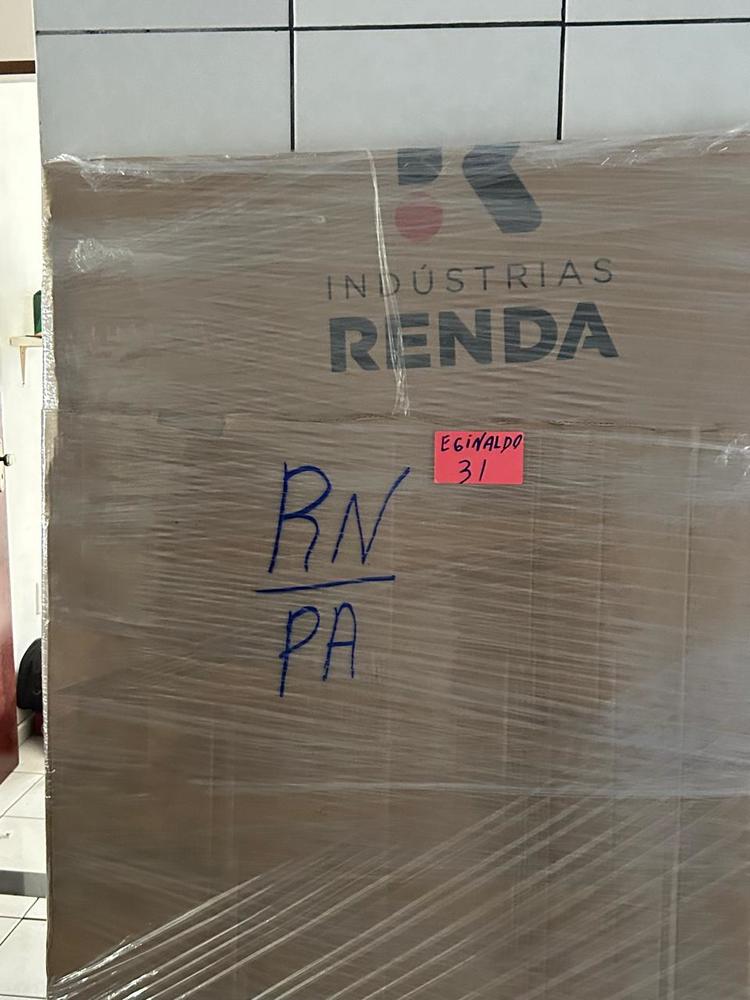 INDÚSTRIAS
RENDA
EGINALDO
31
RN
PA